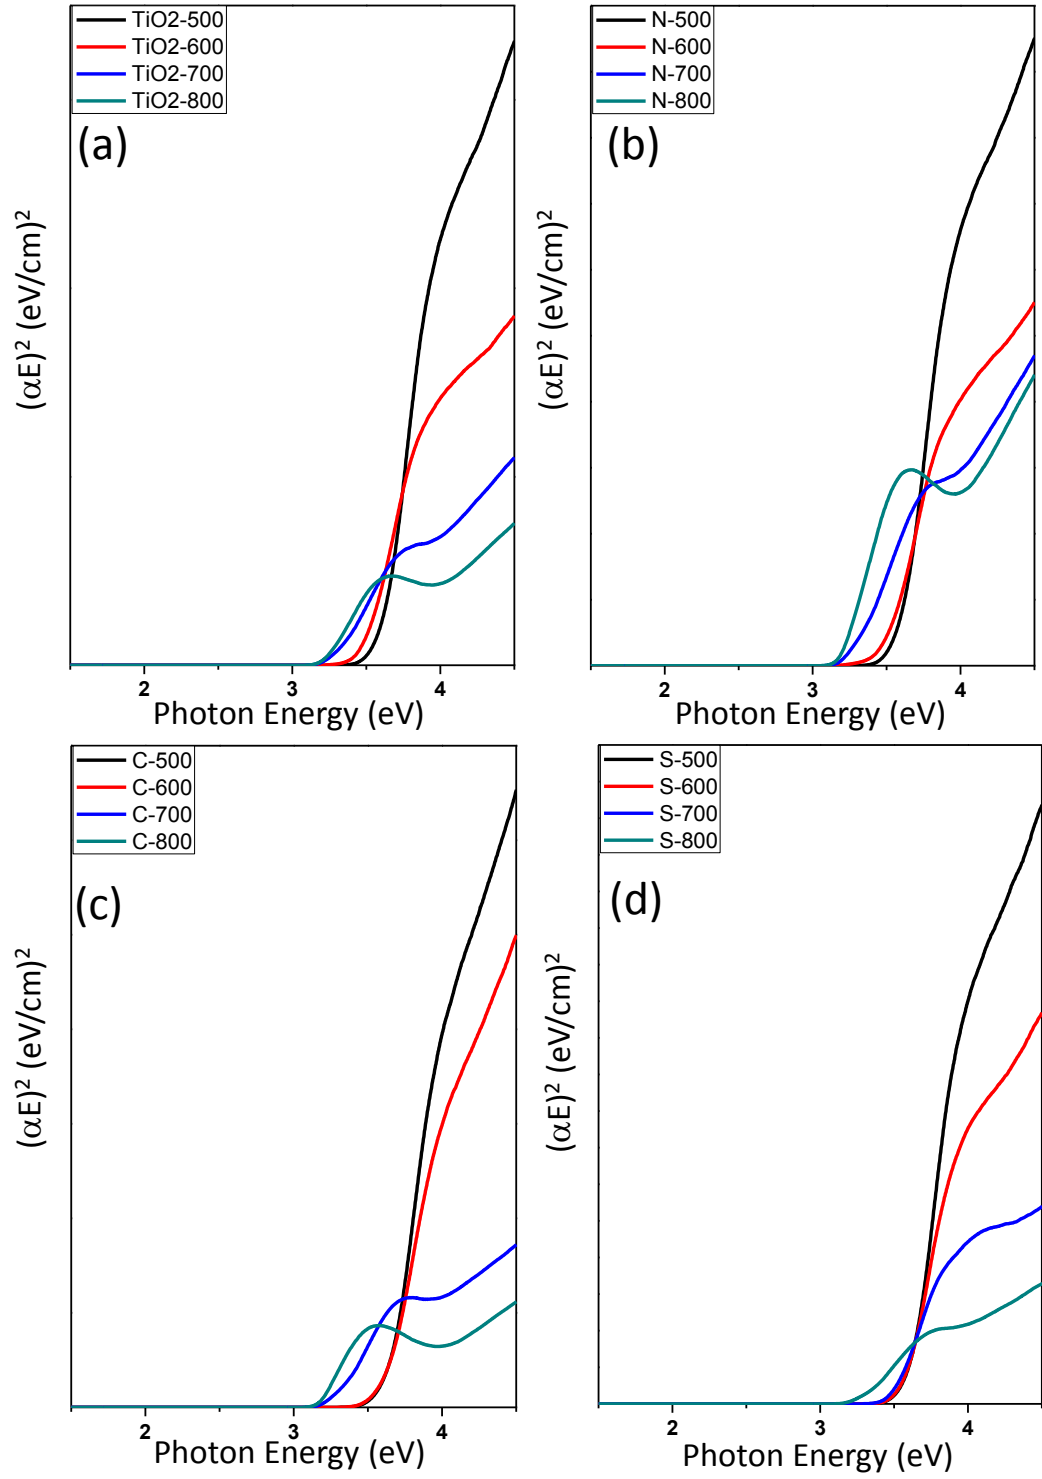 TiO2-500
TiO2-600
TiO2-700
TiO2-800
(a)
(αE)² (eV/cm)²
2 3 4
Photon Energy (eV)
N-500
N-600
N-700
N-800
(b)
(αE)² (eV/cm)²
2 3 4
Photon Energy (eV)
C-500
C-600
C-700
C-800
(c)
(αE)² (eV/cm)²
2 3 4
Photon Energy (eV)
S-500
S-600
S-700
S-800
(d)
(αE)² (eV/cm)²
2 3 4
Photon Energy (eV)